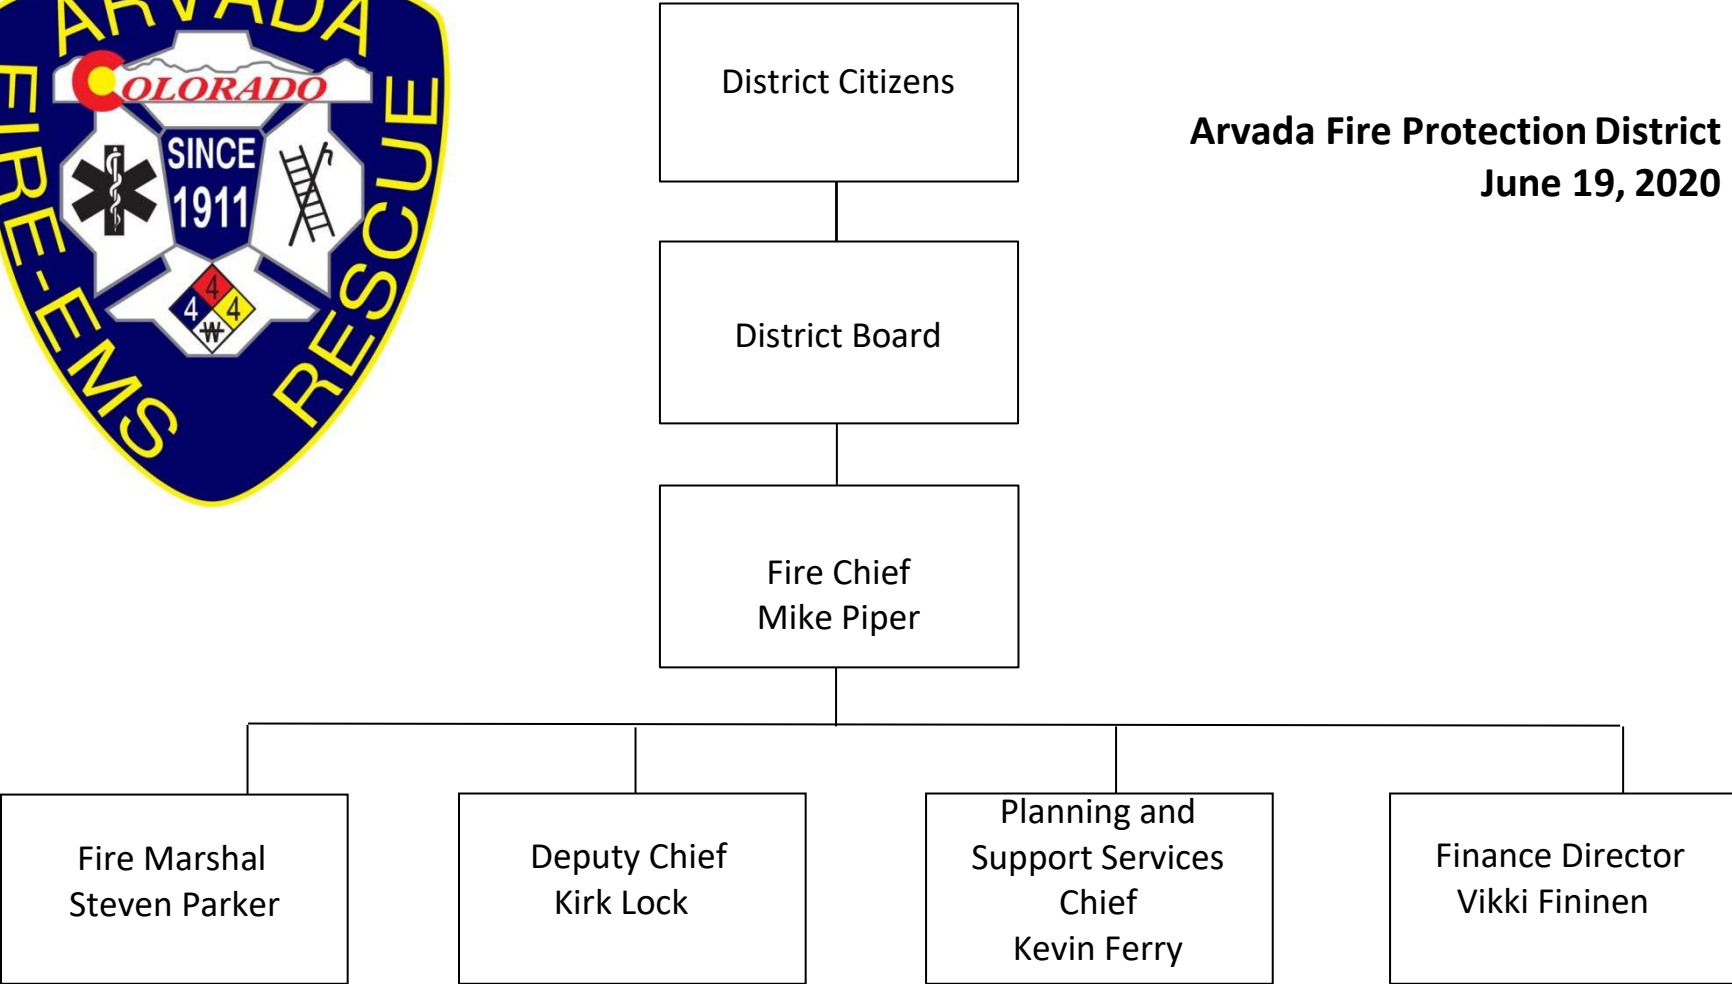 ARVADA
FIRE-EMS
RESCUE
COLORADO
SINCE
1911
4
4
4
W
District Citizens
Arvada Fire Protection District
June 19, 2020
District Board
Fire Chief
Mike Piper
Fire Marshal
Steven Parker
Deputy Chief
Kirk Lock
Planning and
Support Services
Chief
Kevin Ferry
Finance Director
Vikki Fininen